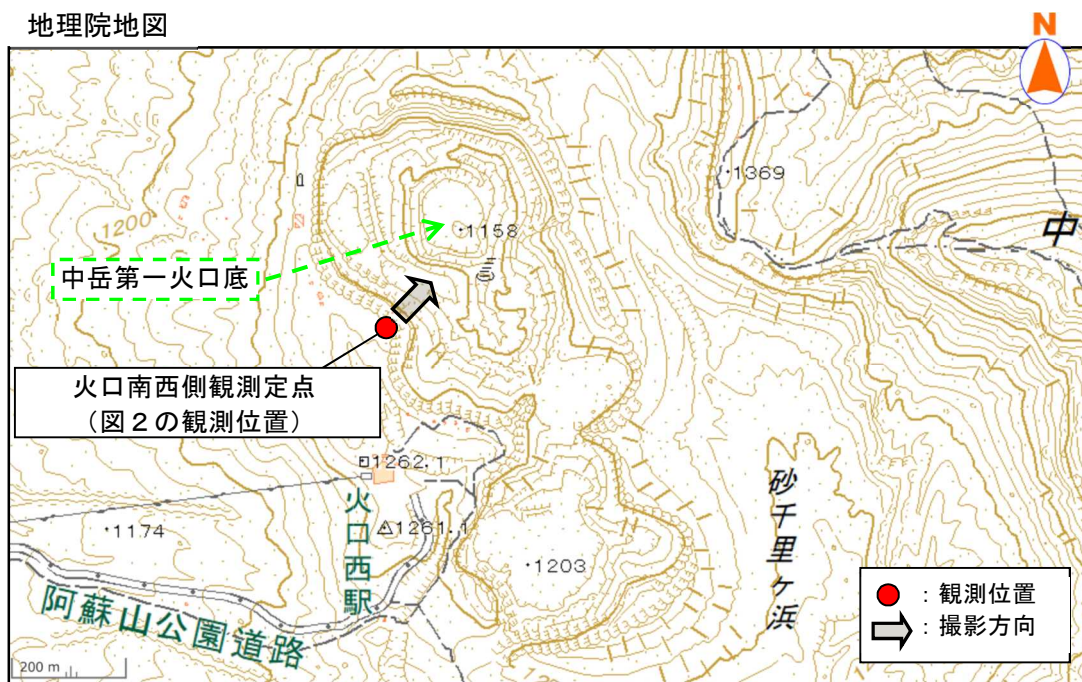 地理院地図
N
1369
1200
1158
中
中岳第一火口底
火口南西側観測定点
（図２の観測位置）
1262.1
火口西駅
1261.1
1174
1203
砂千里ヶ浜
阿蘇山公園道路
：観測位置
：撮影方向
200 m